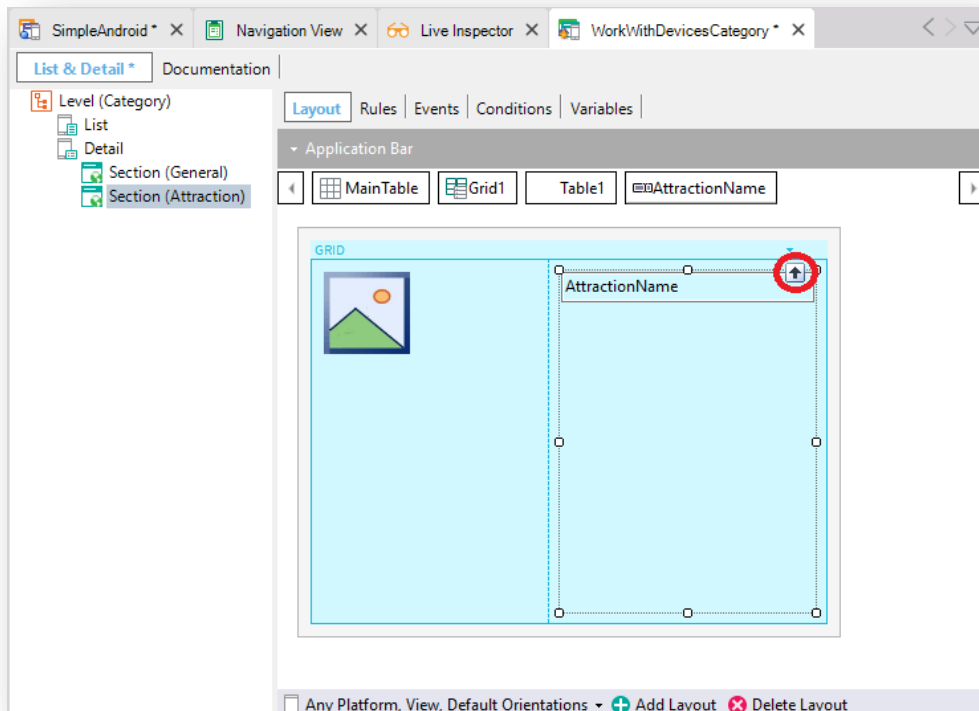 SimpleAndroid * Navigation View Live Inspector WorkWithDevicesCategory *
List & Detail * Documentation
Level (Category)
List
Detail
Section (General)
Section (Attraction)
Layout Rules Events Conditions Variables
Application Bar
MainTable Grid1 Table1 AttractionName
GRID
AttractionName
Any Platform, View, Default Orientations Add Layout Delete Layout